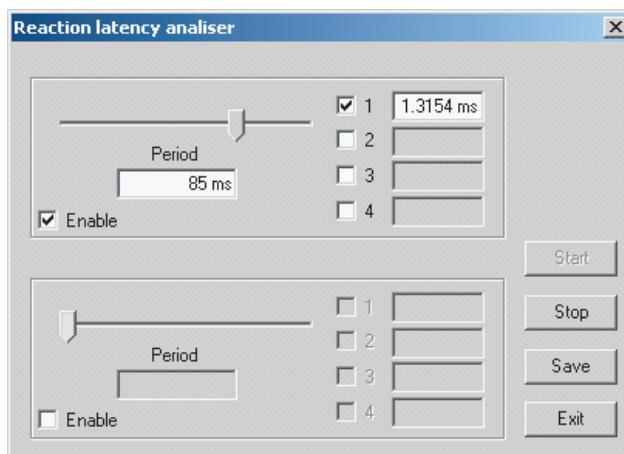 Reaction latency analiser
1 1.3154 ms
2
Period
3
85 ms
4
Enable
Start
1
Stop
2
Period
3
Save
4
Enable
Exit